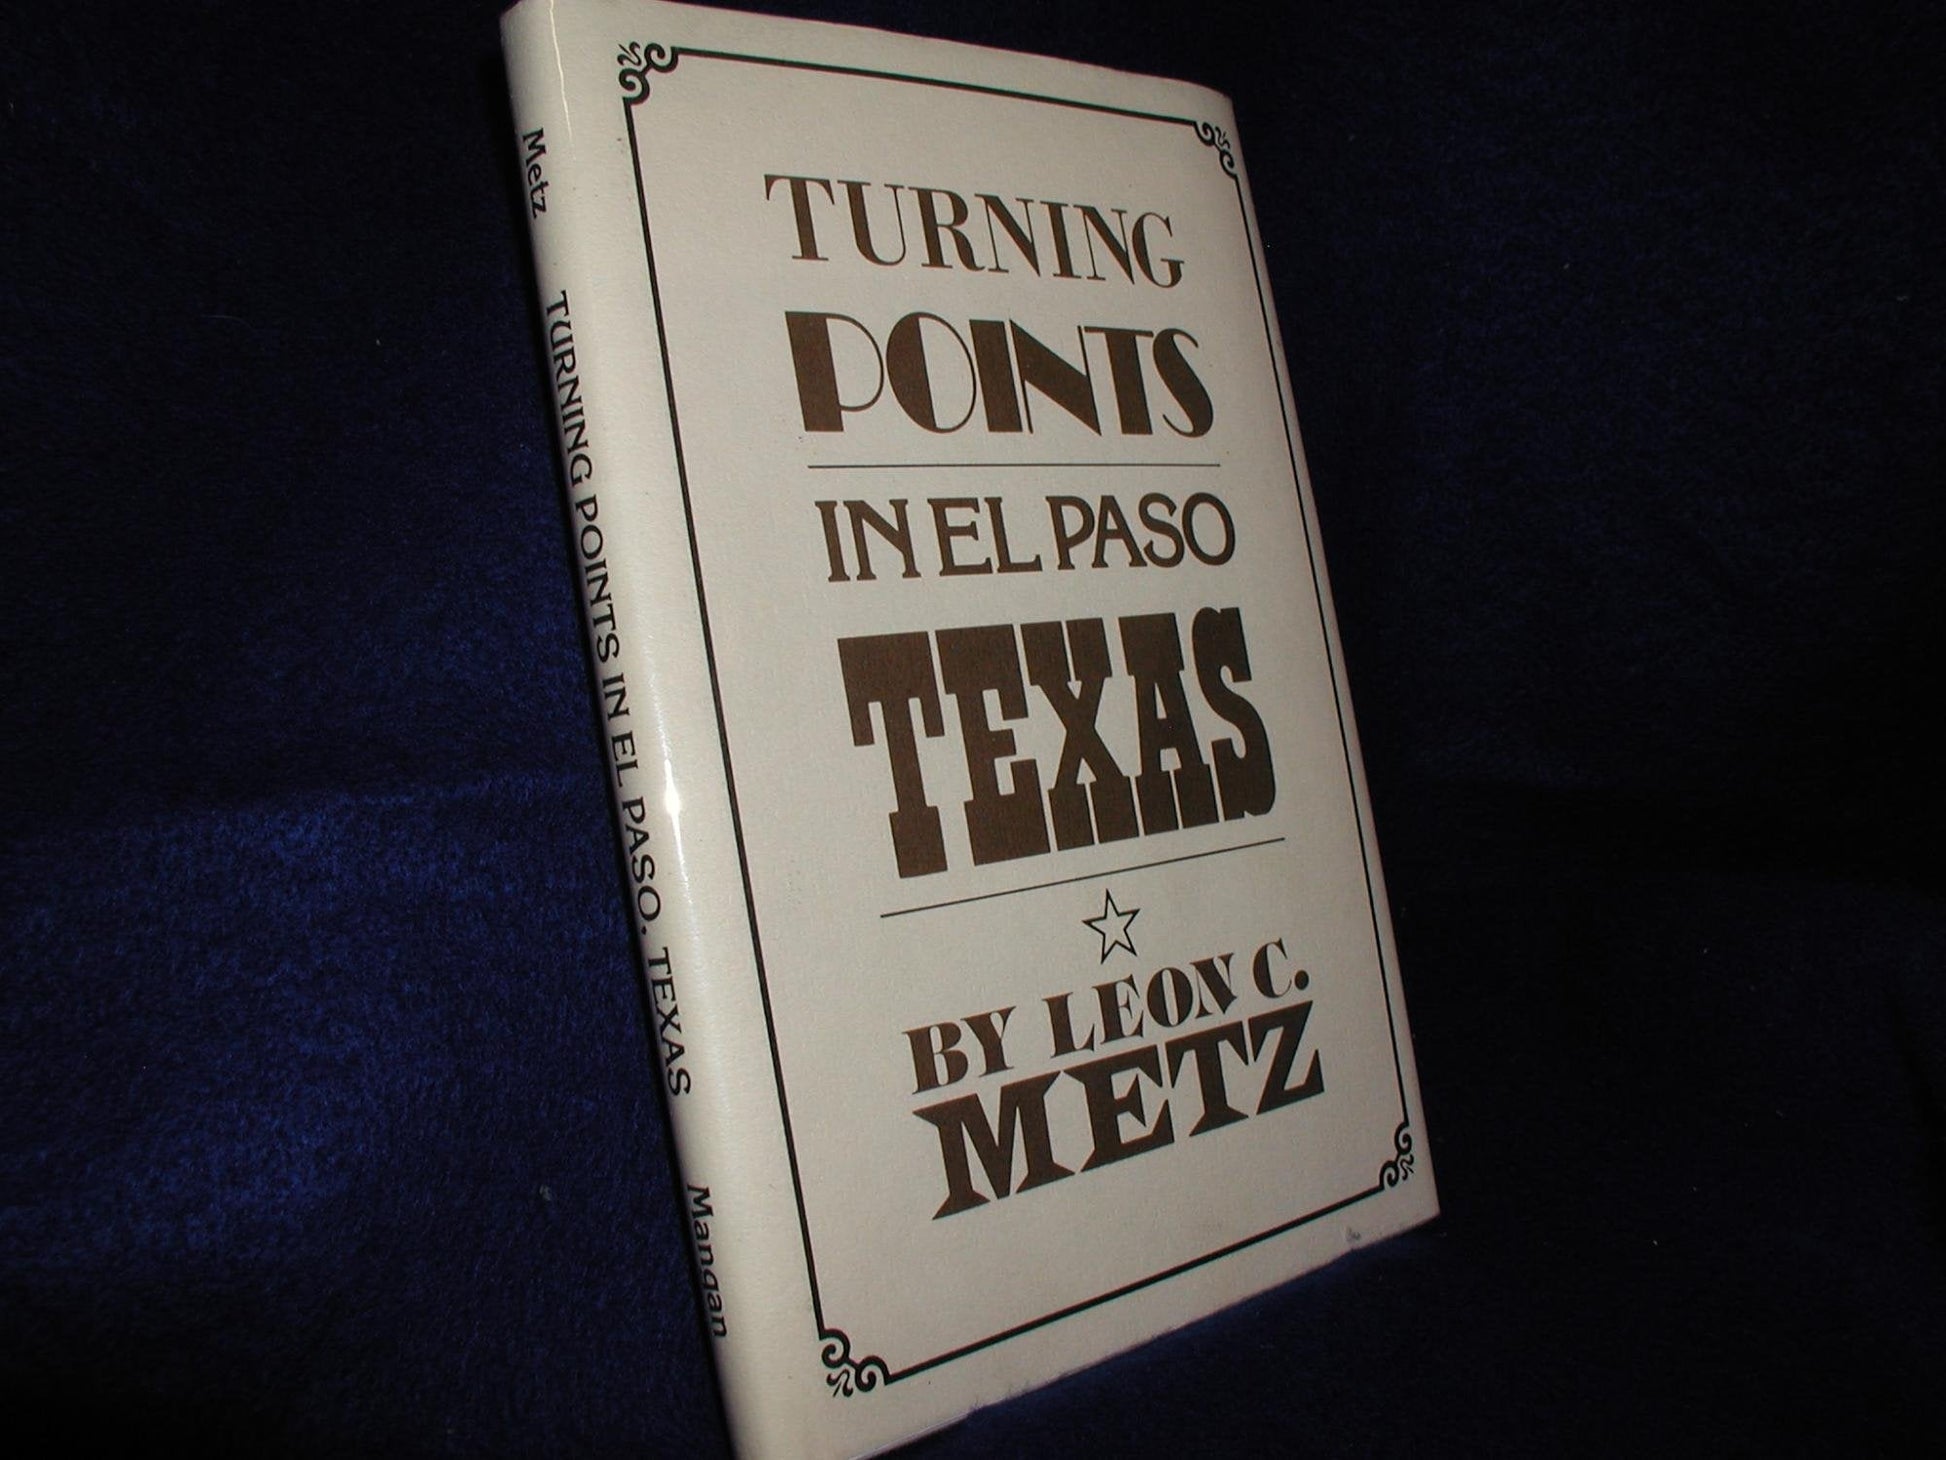 Metz TURNING POINTS IN EL PASO, TEXAS Mangan
TURNING
POINTS
IN EL PASO
TEXAS
BY LEON C.
METZ